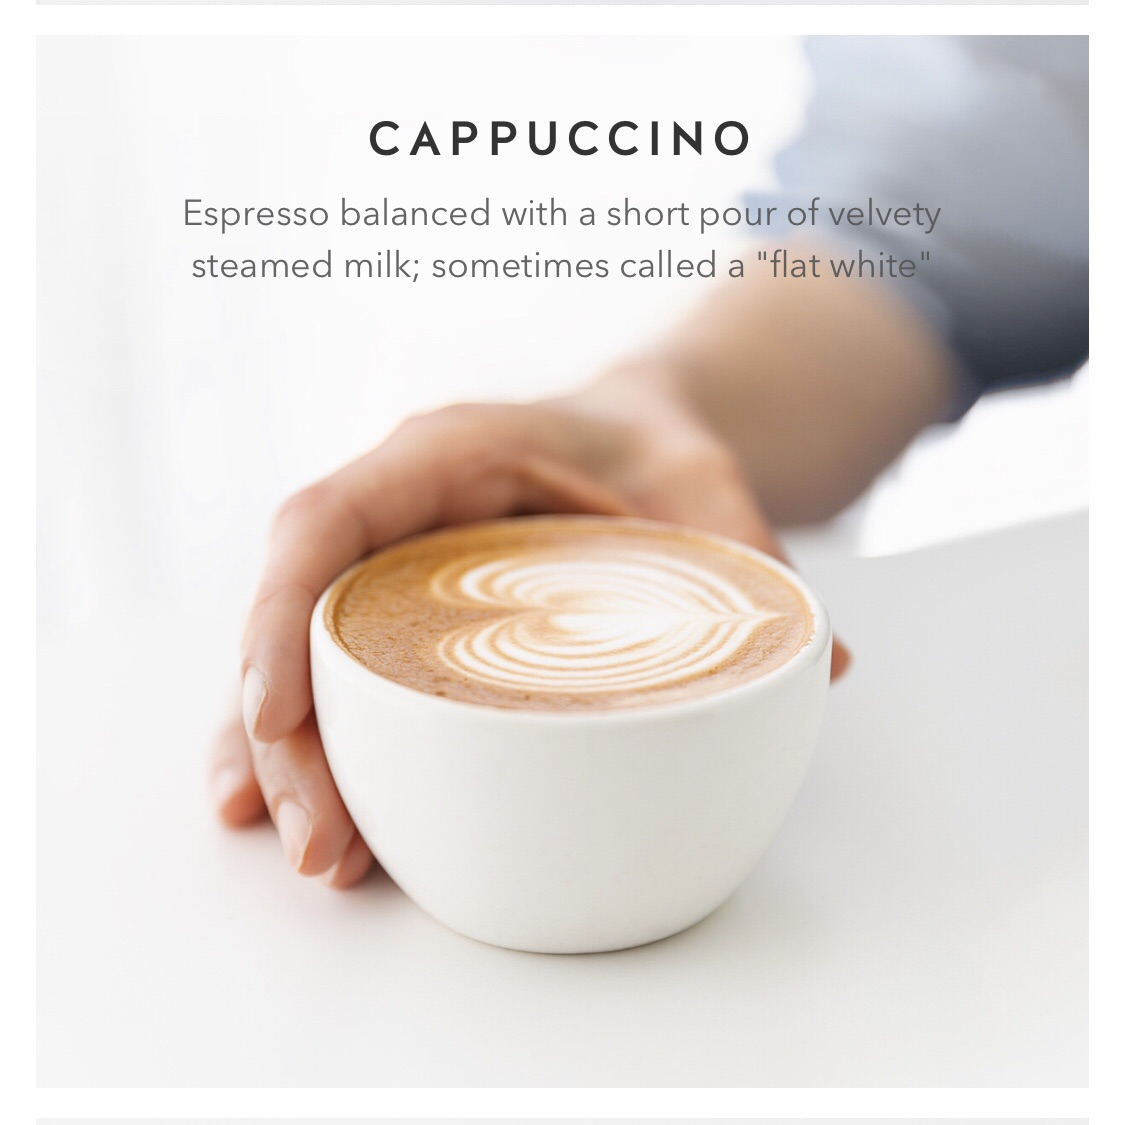 CAPPUCCINO
Espresso balanced with a short pour of velvety
steamed milk; sometimes called a "flat white"